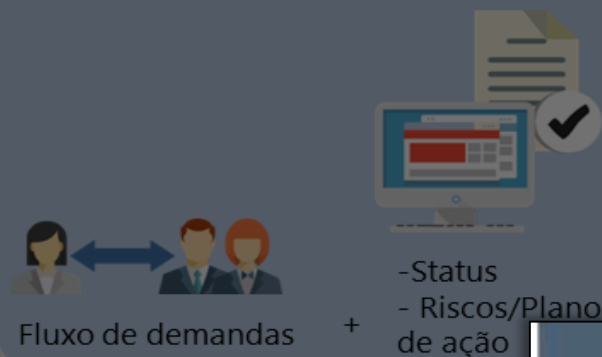 -Status
- Riscos/Plano
Fluxo de demandas + de ação